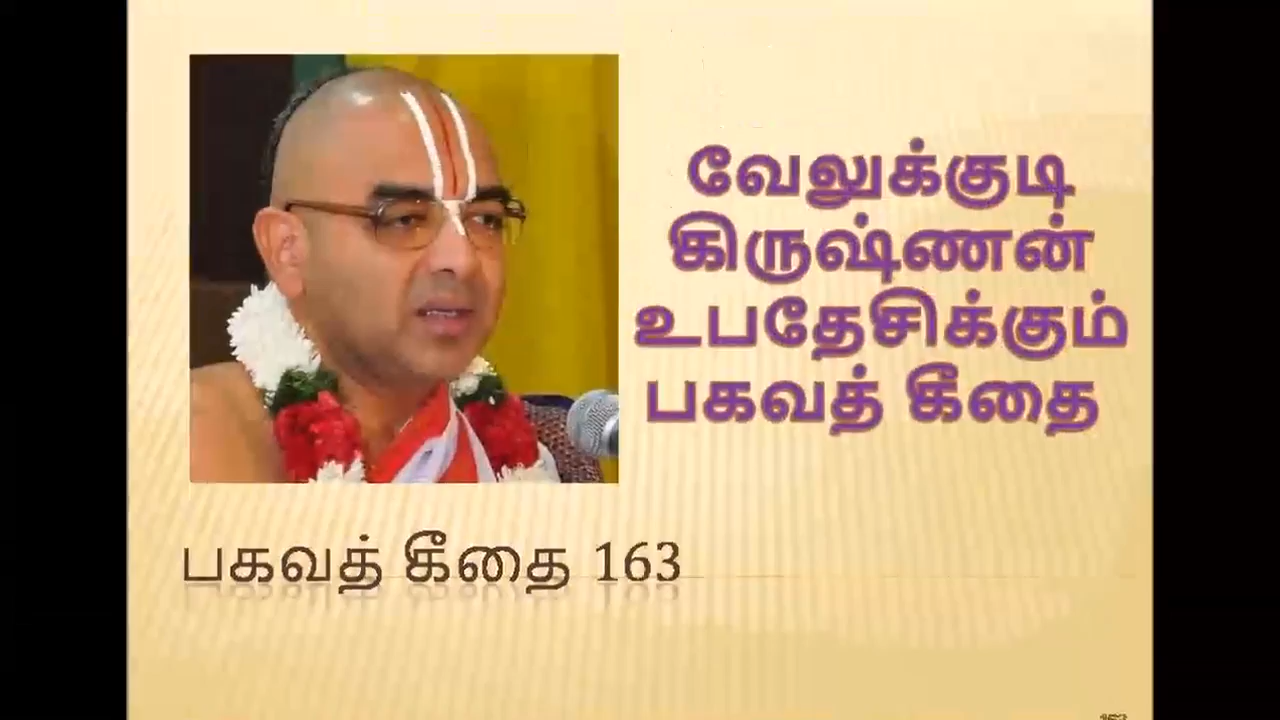 வேலுக்குடி
கிருஷ்ணன்
உபதேசிக்கும்
பகவத் கீதை
பகவத் கீதை 163